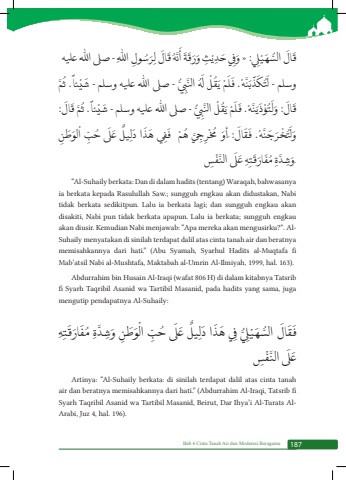 قَالَ السُّهَيْلِي: « وَفِي حَدِيْثِ وَرَقَةَ أَنَّهُ قَالَ لِرَسُولِ اللهِ - صلى الله عليه
وسلم - لَتُكَذَّبَنَّهْ. فَلَمْ يَقُلْ لَهُ النَّبِيُّ - صلى الله عليه وسلم - شَيْئاً. ثُمَّ
قَالَ: وَلَتُؤْذَيَنَّهْ. فَلَمْ يَقُلْ النَّبِيُّ - صلى الله عليه وسلم - شَيْئاً. ثُمَّ قَالَ:
وَلَتُخْرَجَنَّهْ. فَقَالَ: أَوَ مُخْرِجِيَّ هُمْ فَفِي هَذَا دَلِيلٌ عَلَى حُبِّ الْوَطَنِ
وَشِدَّةِ مُفَارَقَتِهِ عَلَى النَّفْسِ.
"Al-Suhaily berkata: Dan di dalam hadits (tentang) Waraqah, bahwasanya
ia berkata kepada Rasulullah Saw.; sungguh engkau akan didustakan, Nabi
tidak berkata sedikitpun. Lalu ia berkata lagi; dan sungguh engkau akan
disakiti, Nabi pun tidak berkata apapun. Lalu ia berkata; sungguh engkau
akan diusir. Kemudian Nabi menjawab: "Apa mereka akan mengusirku?". Al-
Suhaily menyatakan di sinilah terdapat dalil atas cinta tanah air dan beratnya
memisahkannya dari hati." (Abu Syamah, Syarhul Hadits al-Muqtafa fi
Mab'atsil Nabi al-Mushtafa, Maktabah al-Umrin Al-Ilmiyah, 1999, hal. 163).
Abdurrahim bin Husain Al-Iraqi (wafat 806 H) di dalam kitabnya Tatsrib
fi Syarh Taqribil Asanid wa Tartibil Masanid, pada hadits yang sama, juga
mengutip pendapatnya Al-Suhaily:
فَقَالَ السُّهَيْلِيُّ فِي هَذَا دَلِيلٌ عَلَى حُبِّ الْوَطَنِ وَشِدَّةِ مُفَارَقَتِهِ
عَلَى النَّفْسِ
Artinya: "Al-Suhaily berkata: di sinilah terdapat dalil atas cinta tanah
air dan beratnya memisahkannya dari hati." (Abdurrahim Al-Iraqi, Tatsrib fi
Syarh Taqribil Asanid wa Tartibil Masanid, Beirut, Dar Ihya'i Al-Turats Al-
Arabi, Juz 4, hal. 196).
Bab 6 Cinta Tanah Air dan Moderasi Beragama 187